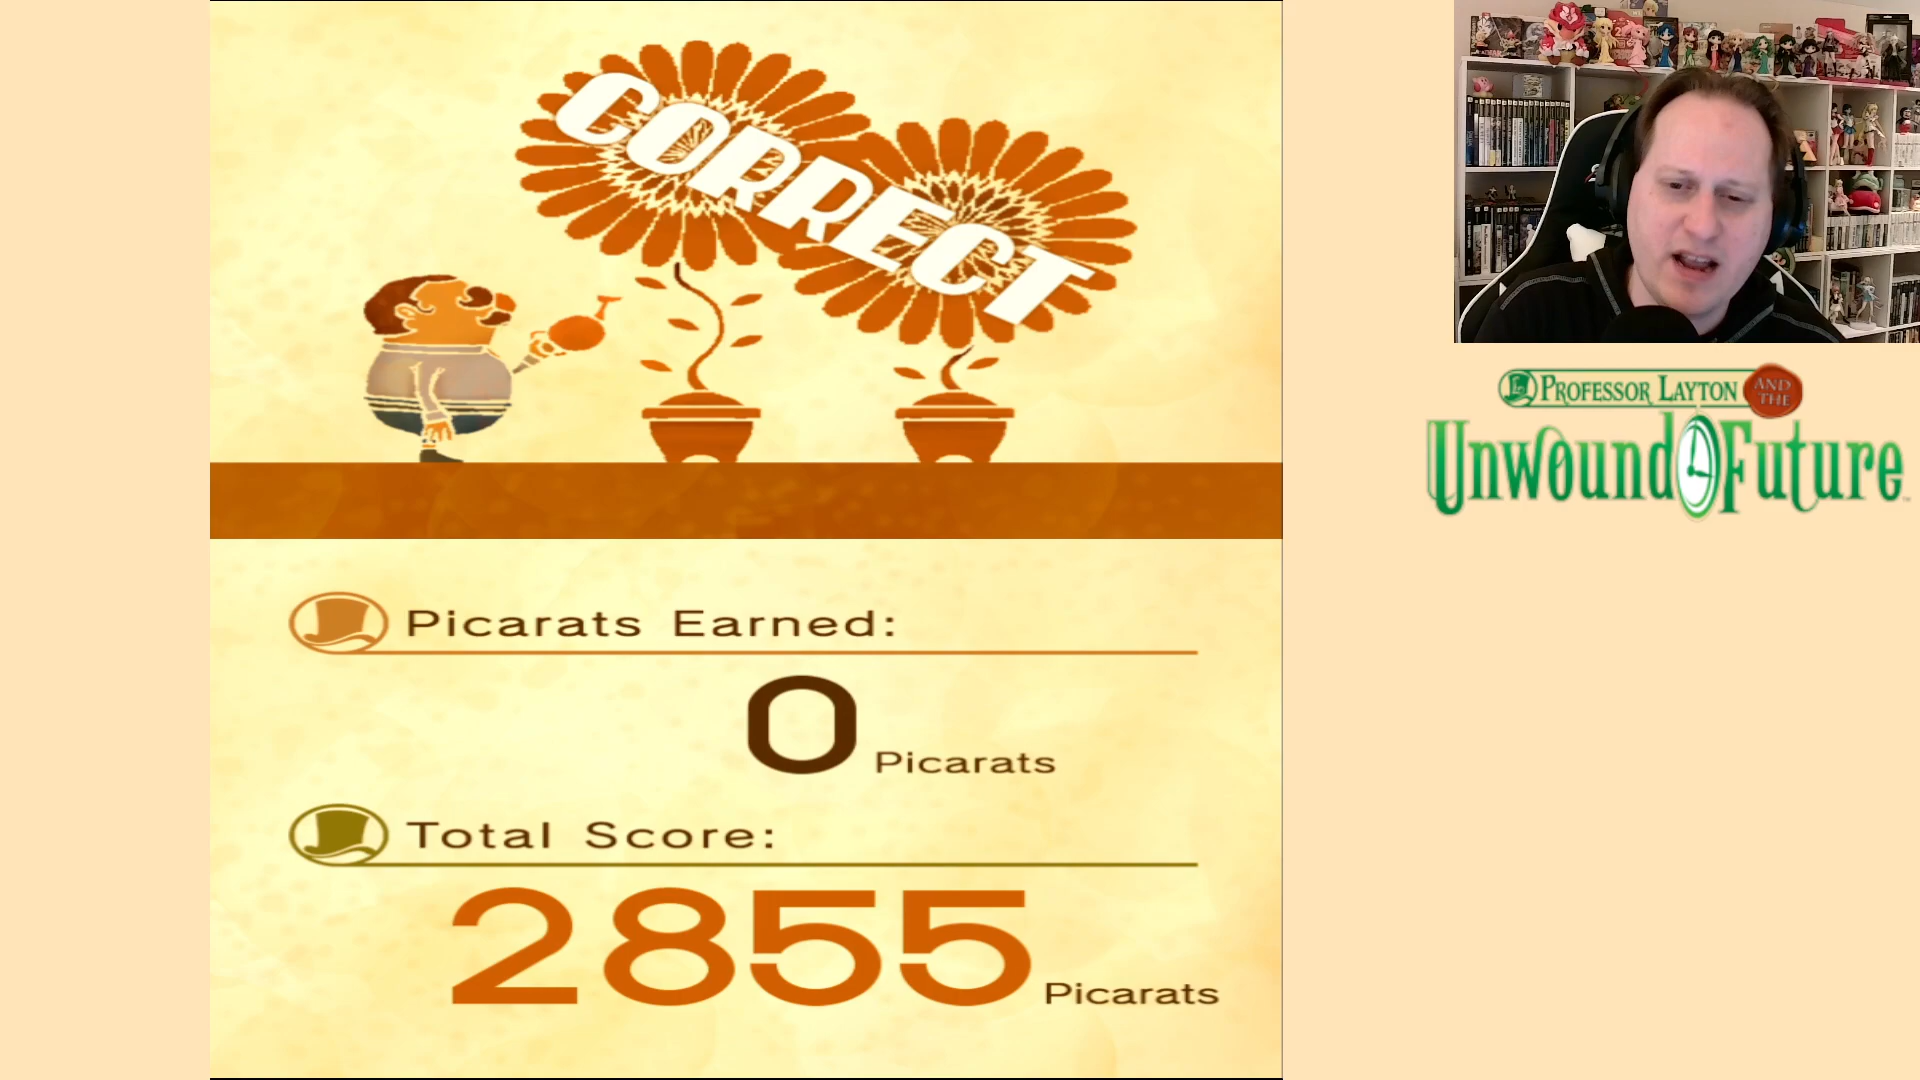 CORRECT
Picarats Earned:
0 Picarats
Total Score:
2855 Picarats
PROFESSOR LAYTON AND THE
UNWOUND FUTURE